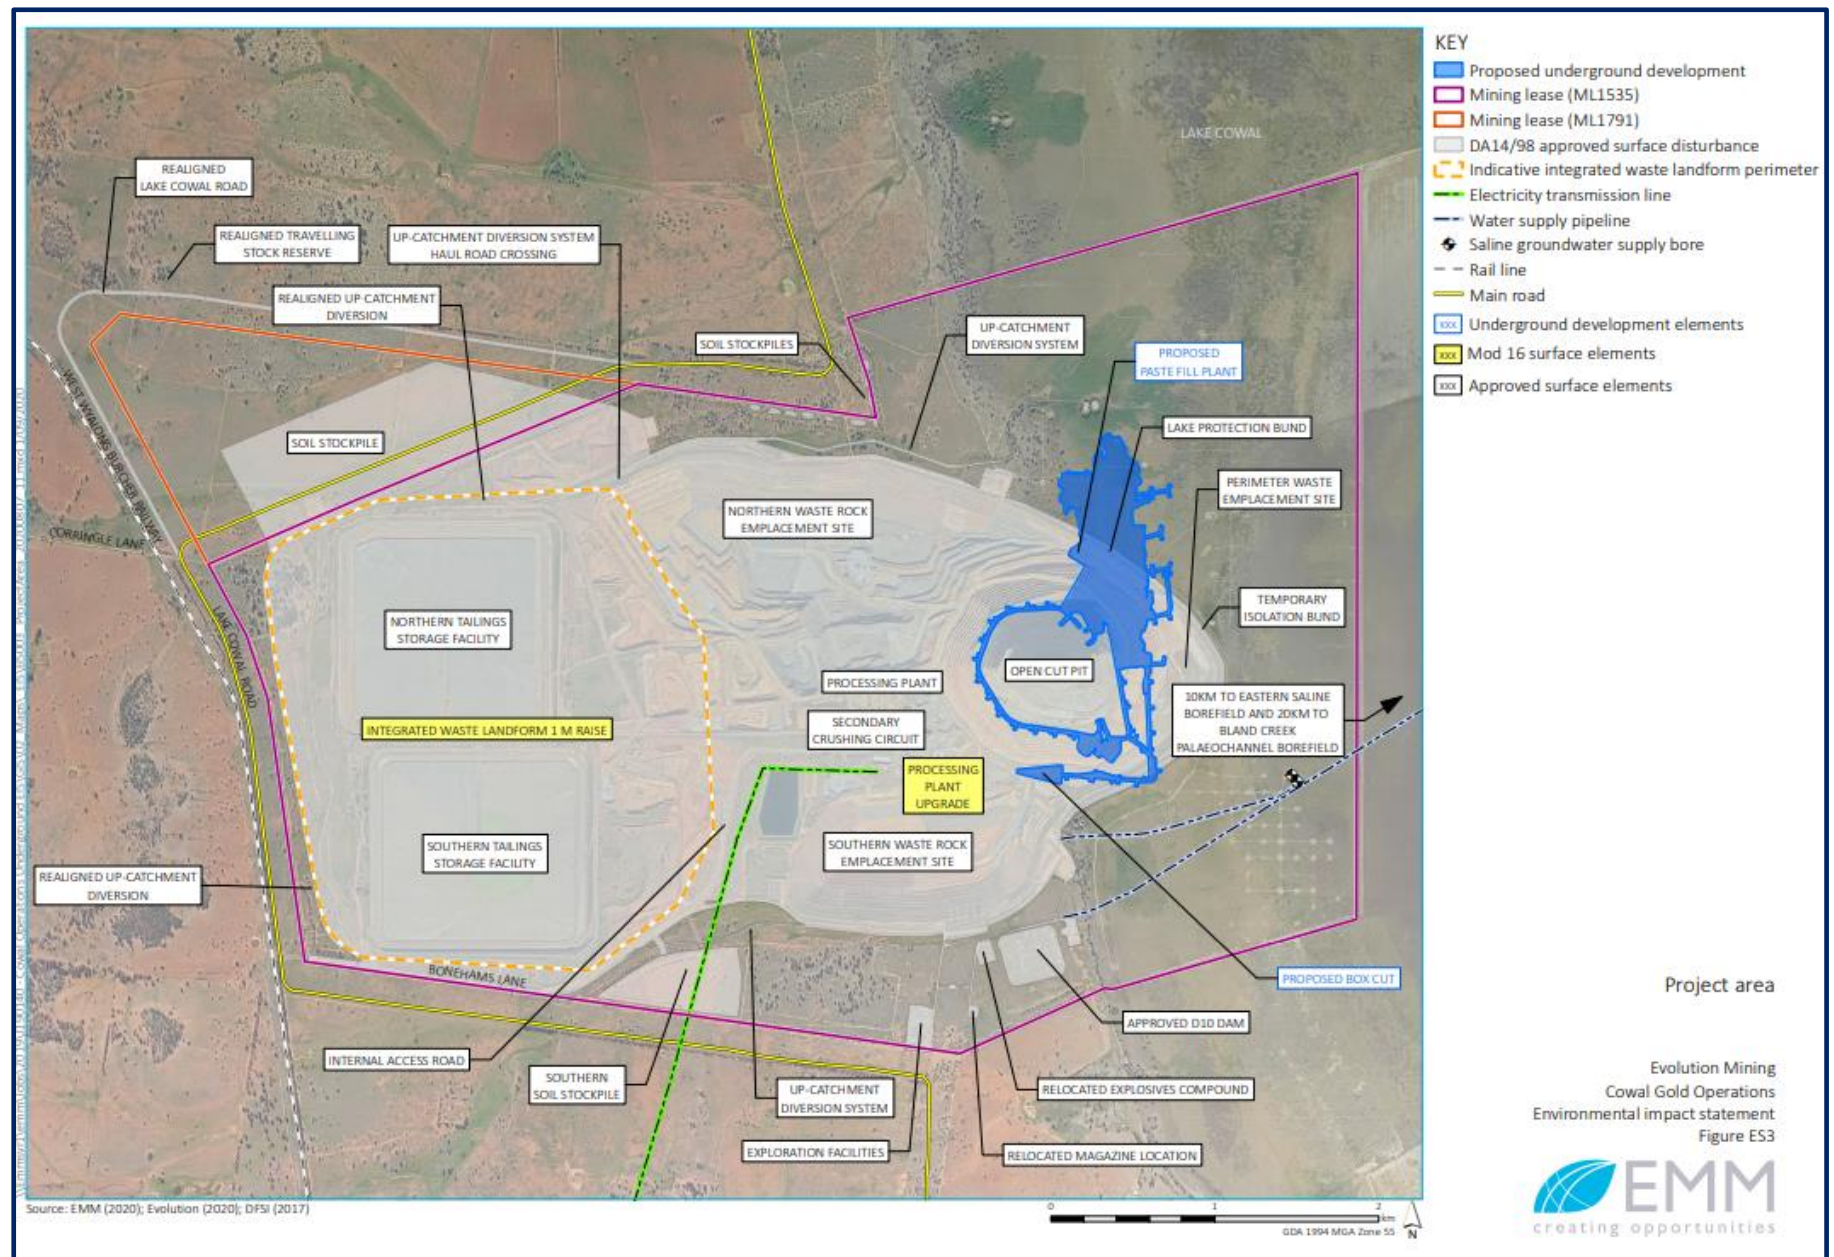 LAKE COWAL
REALIGNED
LAKE COWAL ROAD
REALIGNED TRAVELLING
STOCK RESERVE
UP-CATCHMENT DIVERSION SYSTEM
HAUL ROAD CROSSING
REALIGNED UP CATCHMENT
DIVERSION
SOIL STOCKPILES
UP-CATCHMENT
DIVERSION SYSTEM
PROPOSED
PASTE FILL PLANT
SOIL STOCKPILE
LAKE PROTECTION BUND
PERIMETER WASTE
EMPLACEMENT SITE
WEST WYALONG BURCHER RAILWAY
CORRINGLE LANE
NORTHERN WASTE ROCK
EMPLACEMENT SITE
TEMPORARY
ISOLATION BUND
NORTHERN TAILINGS
STORAGE FACILITY
LAKE COWAL ROAD
OPEN CUT PIT
PROCESSING PLANT
10KM TO EASTERN SALINE
BOREFIELD AND 20KM TO
BLAND CREEK
PALAEOCHANNEL BOREFIELD
INTEGRATED WASTE LANDFORM 1 M RAISE
SECONDARY
CRUSHING CIRCUIT
PROCESSING
PLANT
UPGRADE
SOUTHERN TAILINGS
STORAGE FACILITY
SOUTHERN WASTE ROCK
EMPLACEMENT SITE
REALIGNED UP-CATCHMENT
DIVERSION
BONEHAMS LANE
PROPOSED BOX CUT
APPROVED D10 DAM
INTERNAL ACCESS ROAD
SOUTHERN
SOIL STOCKPILE
UP-CATCHMENT
DIVERSION SYSTEM
RELOCATED EXPLOSIVES COMPOUND
EXPLORATION FACILITIES
RELOCATED MAGAZINE LOCATION
Source: EMM (2020); Evolution (2020); DFSI (2017)
0 1 2
km
GDA 1994 MGA Zone 55
N
KEY
Proposed underground development
Mining lease (ML1535)
Mining lease (ML1791)
DA14/98 approved surface disturbance
Indicative integrated waste landform perimeter
Electricity transmission line
Water supply pipeline
Saline groundwater supply bore
Rail line
Main road
xxx Underground development elements
xxx Mod 16 surface elements
xxx Approved surface elements
Project area
Evolution Mining
Cowal Gold Operations
Environmental impact statement
Figure ES3
EMM
creating opportunities